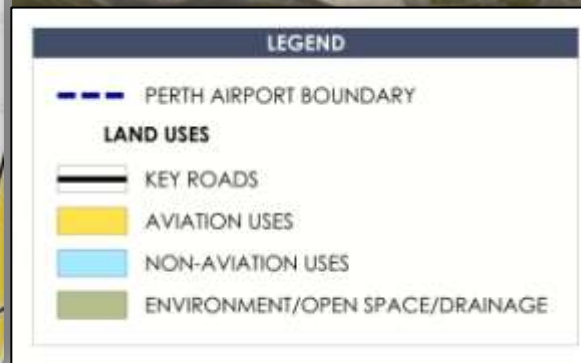 LEGEND
PERTH AIRPORT BOUNDARY
LAND USES
KEY ROADS
AVIATION USES
NON-AVIATION USES
ENVIRONMENT/OPEN SPACE/DRAINAGE